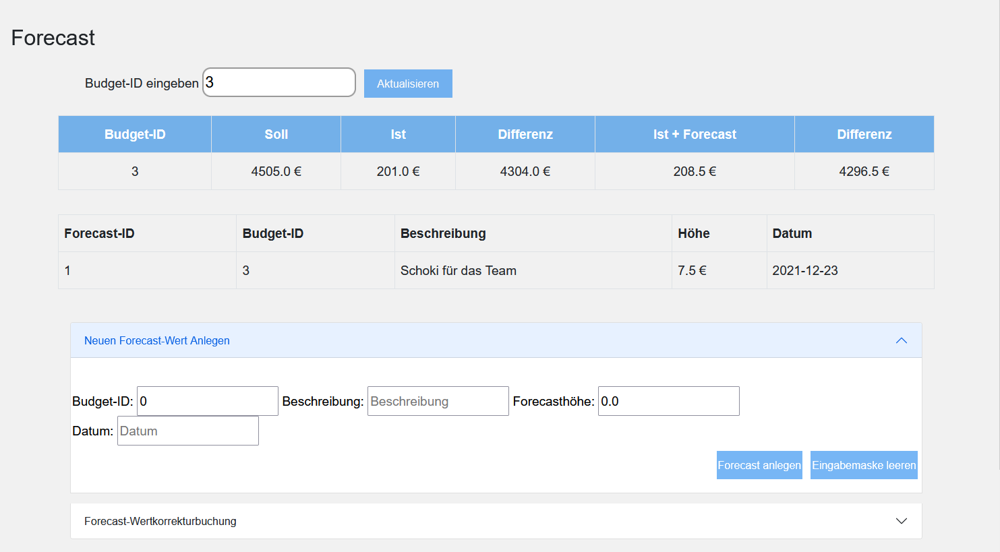 Forecast
Budget-ID eingeben 3 Aktualisieren
Budget-ID Soll Ist Differenz Ist + Forecast Differenz
3 4505.0 € 201.0 € 4304.0 € 208.5 € 4296.5 €
Forecast-ID Budget-ID Beschreibung Höhe Datum
1 3 Schoki für das Team 7.5 € 2021-12-23
Neuen Forecast-Wert Anlegen
Budget-ID: 0 Beschreibung: Beschreibung Forecasthöhe: 0.0
Datum: Datum
Forecast anlegen Eingabemaske leeren
Forecast-Wertkorrekturbuchung